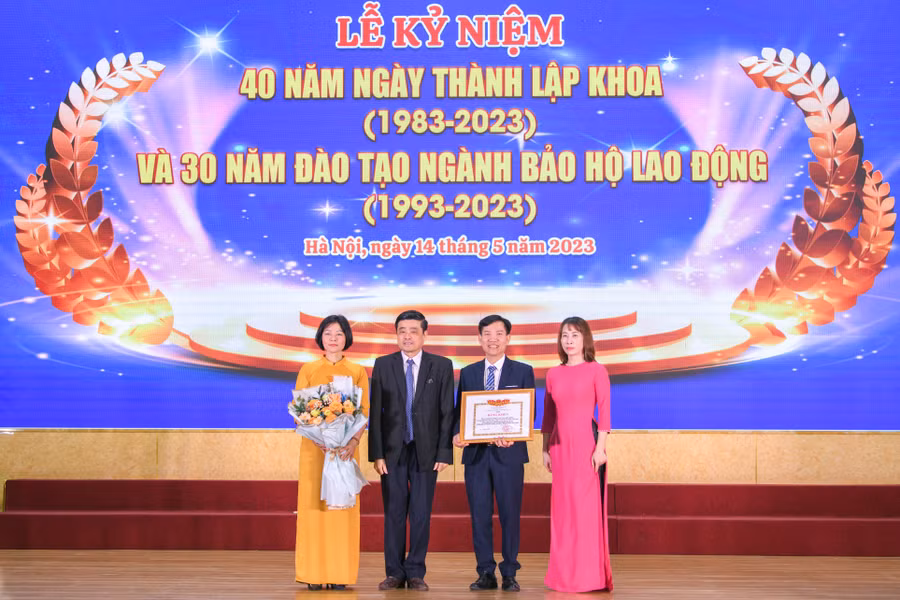 LỄ KỶ NIỆM
40 NĂM NGÀY THÀNH LẬP KHOA
(1983-2023)
VÀ 30 NĂM ĐÀO TẠO NGÀNH BẢO HỘ LAO ĐỘNG
(1993-2023)
Hà Nội, ngày 14 tháng 5 năm 2023